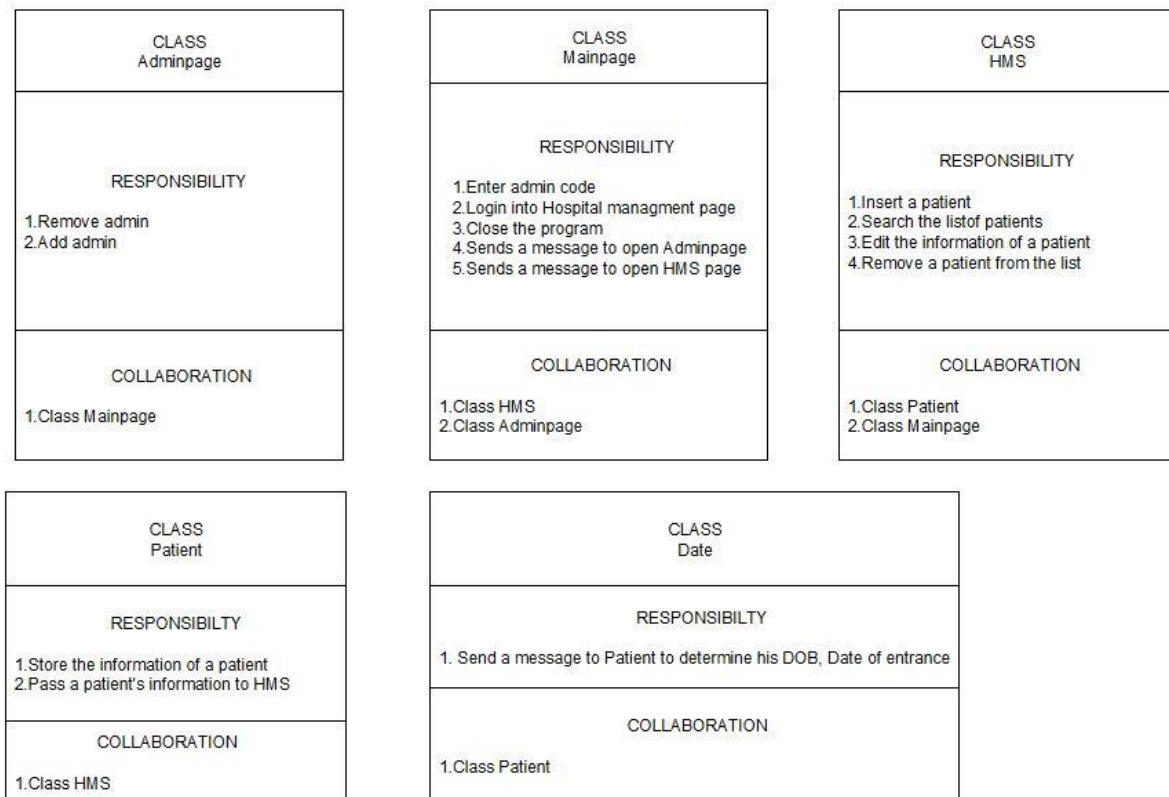 CLASS
Adminpage
RESPONSIBILITY
1.Remove admin
2.Add admin
COLLABORATION
1.Class Mainpage
CLASS
Mainpage
RESPONSIBILITY
1.Enter admin code
2.Login into Hospital managment page
3.Close the program
4.Sends a message to open Adminpage
5.Sends a message to open HMS page
COLLABORATION
1.Class HMS
2.Class Adminpage
CLASS
HMS
RESPONSIBILITY
1.Insert a patient
2.Search the listof patients
3.Edit the information of a patient
4.Remove a patient from the list
COLLABORATION
1.Class Patient
2.Class Mainpage
CLASS
Patient
RESPONSIBILTY
1.Store the information of a patient
2.Pass a patient's information to HMS
COLLABORATION
1.Class HMS
CLASS
Date
RESPONSIBILTY
1. Send a message to Patient to determine his DOB, Date of entrance
COLLABORATION
1.Class Patient